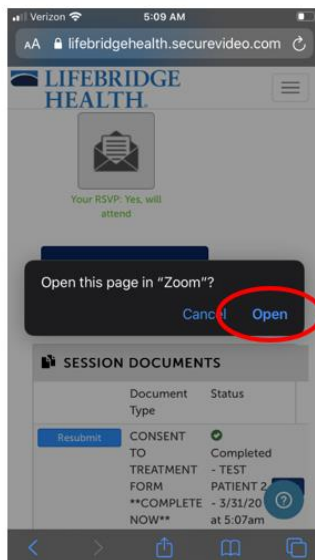 Verizon 5:09 AM
AA lifebridgehealth.securevideo.com
LIFEBRIDGE
HEALTH.
Your RSVP: Yes, will
attend
Open this page in “Zoom”?
Cancel Open
SESSION DOCUMENTS
Document Status
Type
Resubmit CONSENT Completed
TO - TEST
TREATMENT PATIENT 2
FORM - 3/31/20
**COMPLETE at 5:07am
NOW**